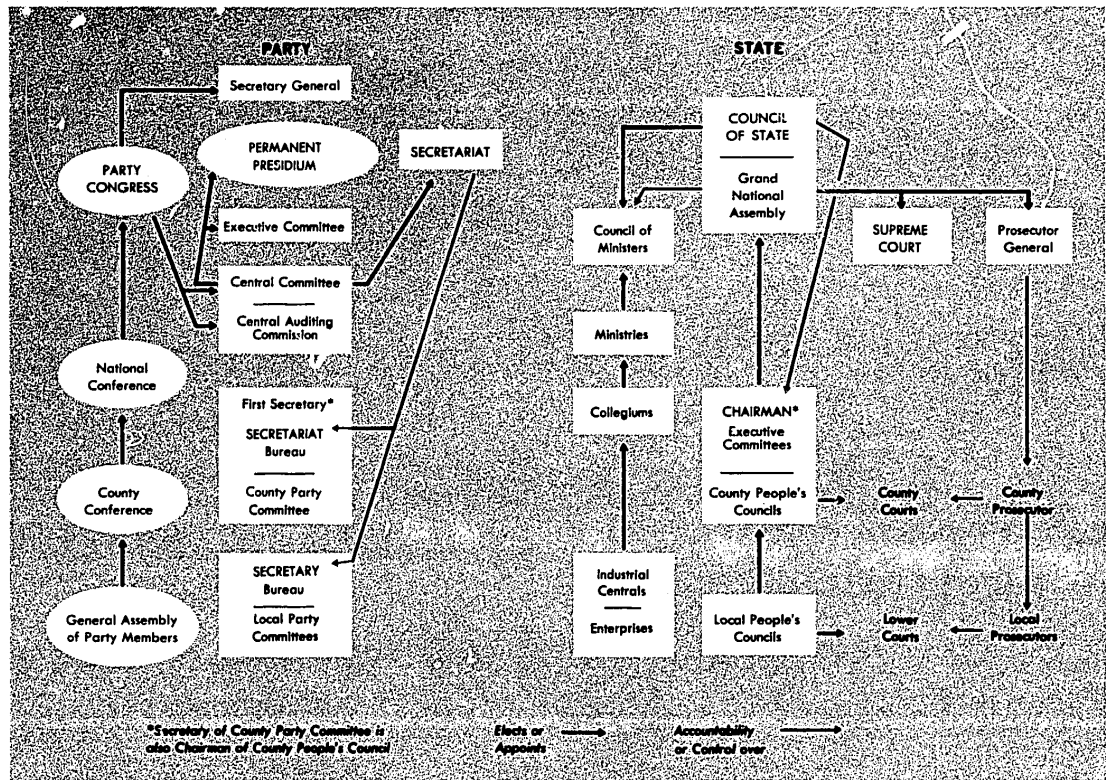 PARTY
Secretary General
PARTY
CONGRESS
PERMANENT
PRESIDIUM
SECRETARIAT
Executive Committee
Central Committee
Central Auditing
Commission
National
Conference
First Secretary*
SECRETARIAT
Bureau
County Party
Committee
County
Conference
SECRETARY
Bureau
Local Party
Committees
General Assembly
of Party Members
STATE
COUNCIL
OF STATE
Grand
National
Assembly
Council of
Ministers
SUPREME
COURT
Prosecutor
General
Ministries
Collegiums
CHAIRMAN*
Executive
Committees
County People's
Councils
County
Courts
County
Prosecutor
Industrial
Centrals
Enterprises
Local People's
Councils
Lower
Courts
Local
Prosecutors
*Secretary of County Party Committee is
also Chairman of County People's Council
Elects or
Appoints
Accountability
or Control over